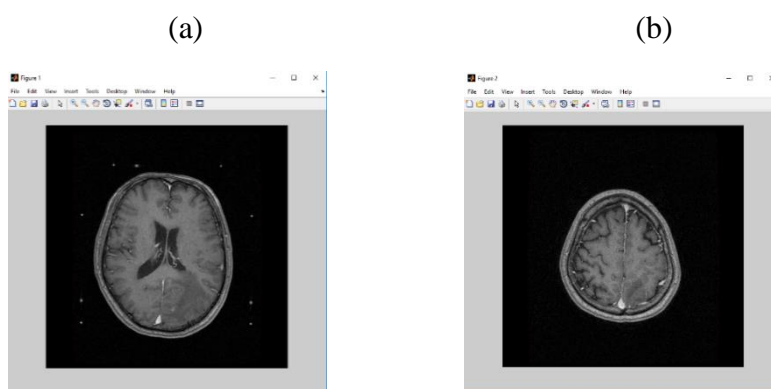 (a)
(b)
Figure 1
File Edit View Insert Tools Desktop Window Help
Figure 2
File Edit View Insert Tools Desktop Window Help